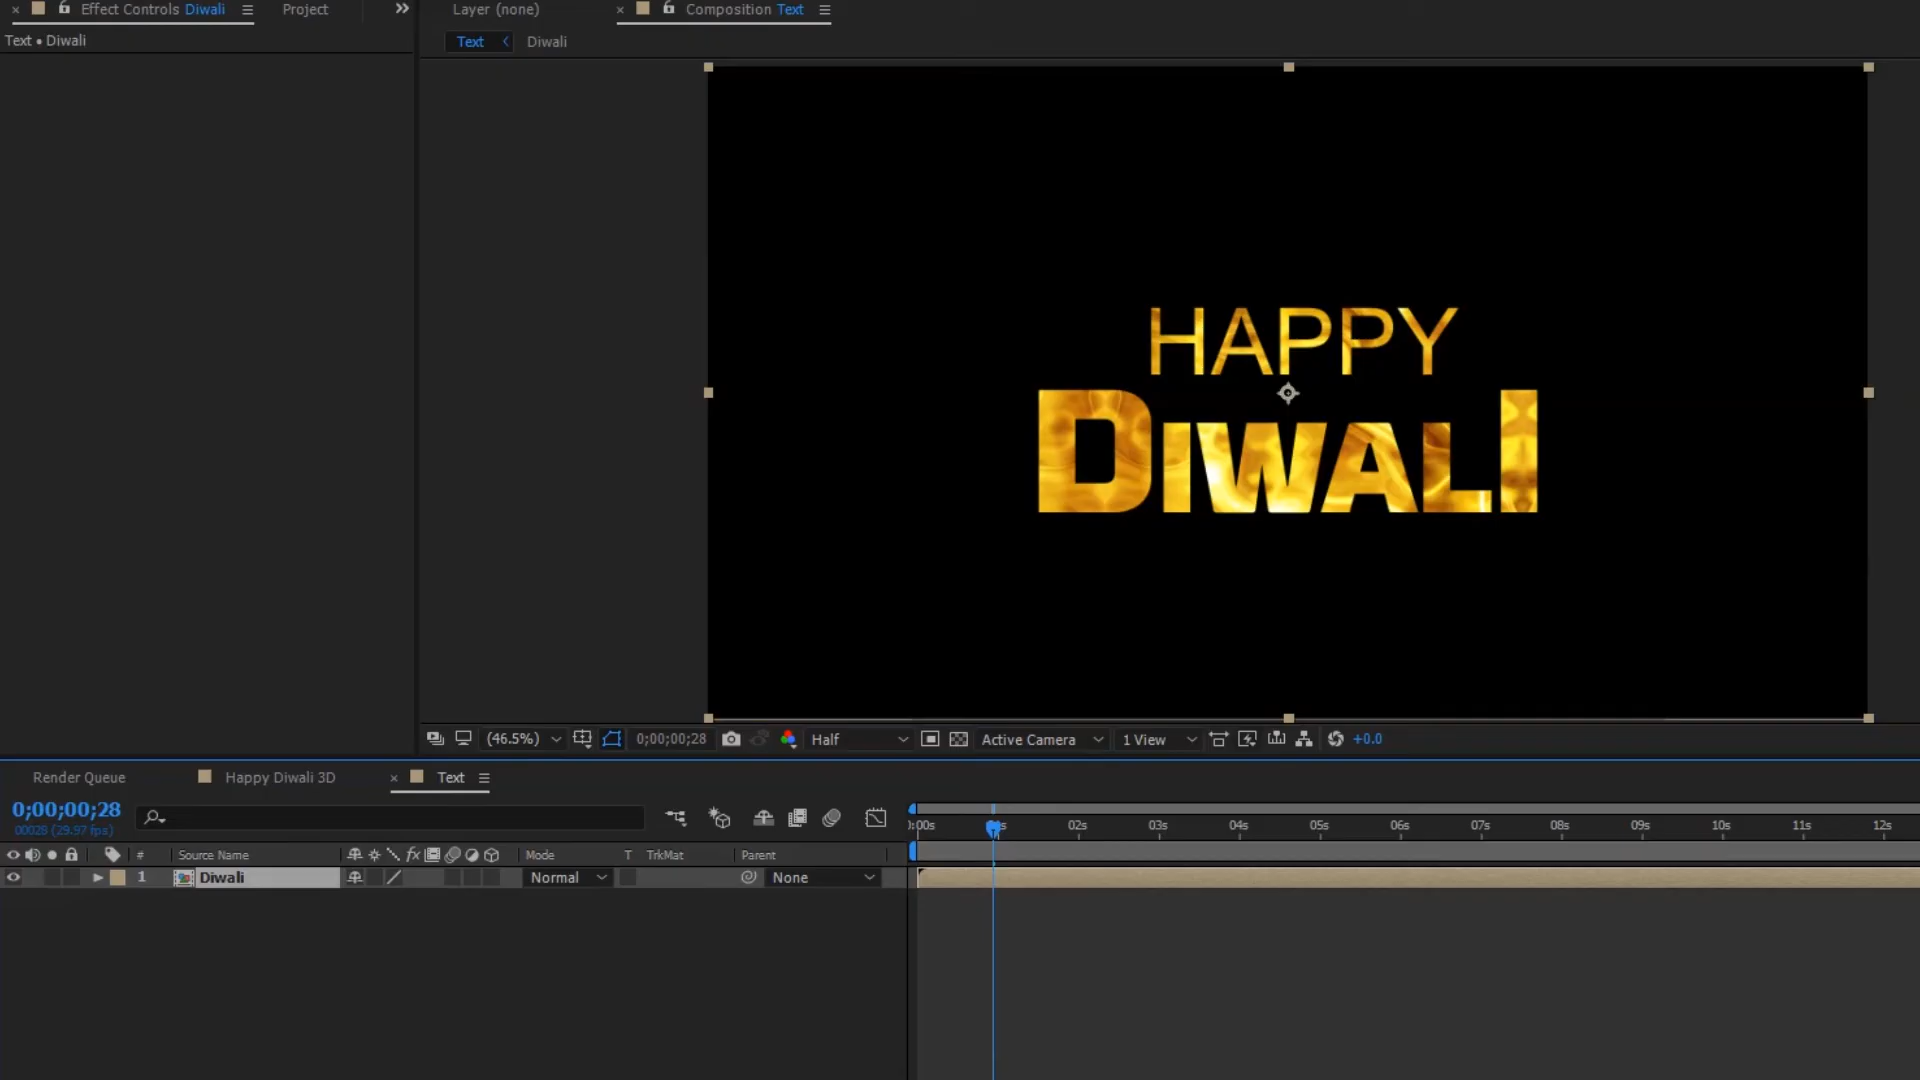 Effect Controls Diwali
Project
Layer (none)
Composition Text
Text • Diwali
Text
Diwali
HAPPY
DIWALI
(46.5%)
0;00;00;28
Half
Active Camera
1 View
+0.0
Render Queue
Happy Diwali 3D
Text
0;00;00;28
00028 (29.97 fps)
:00s
02s
03s
04s
05s
06s
07s
08s
09s
10s
11s
12s
#
Source Name
fx
Mode
T
TrkMat
Parent
1
Diwali
Normal
None